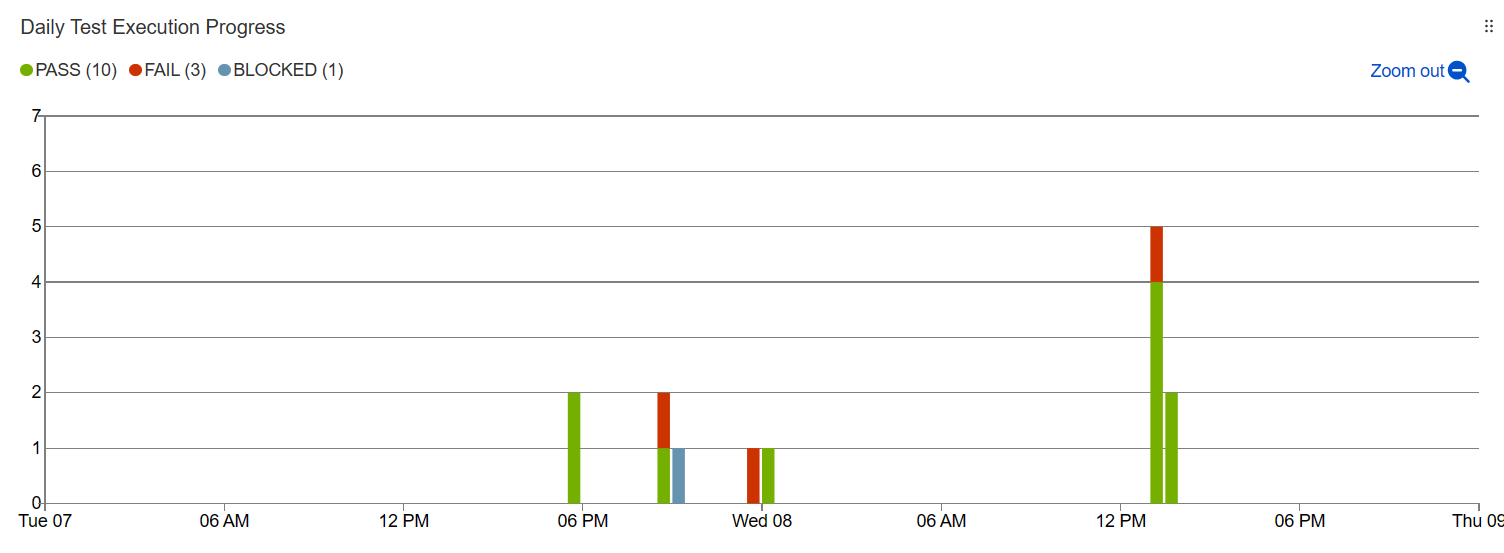 Daily Test Execution Progress
PASS (10) FAIL (3) BLOCKED (1)
Zoom out
7
6
5
4
3
2
1
0
Tue 07 06 AM 12 PM 06 PM Wed 08 06 AM 12 PM 06 PM Thu 09